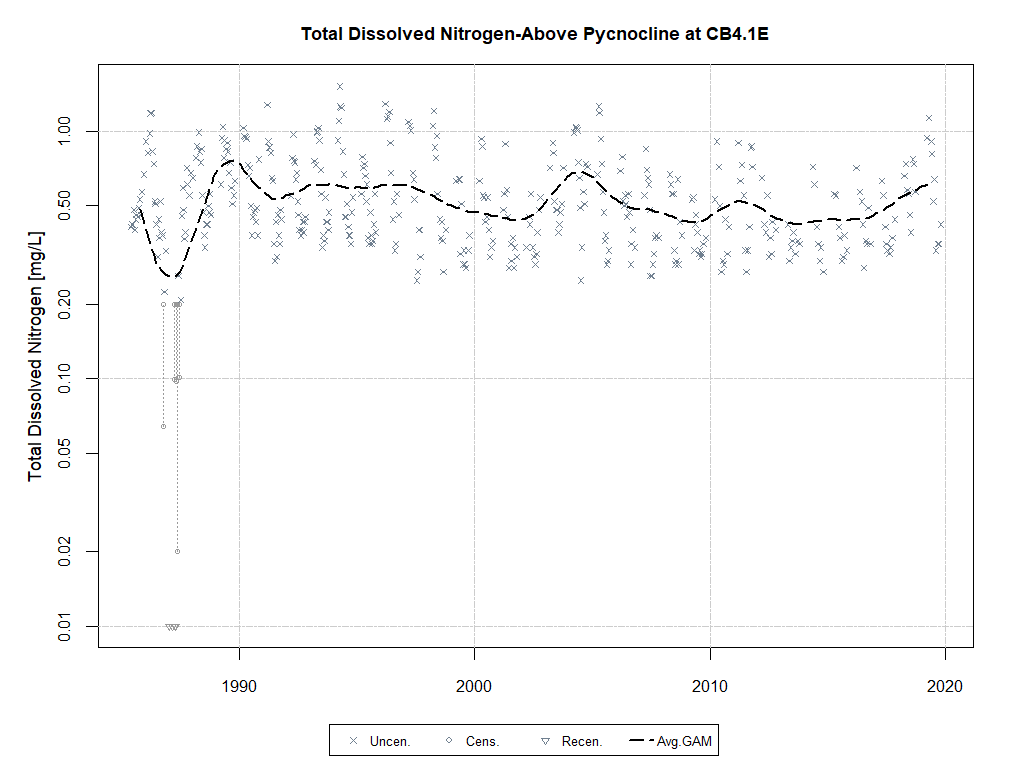 Total Dissolved Nitrogen-Above Pycnocline at CB4.1E
Total Dissolved Nitrogen [mg/L]
1.00
0.50
0.20
0.10
0.05
0.02
0.01
1990 2000 2010 2020
Uncen. Cens. Recen. Avg.GAM